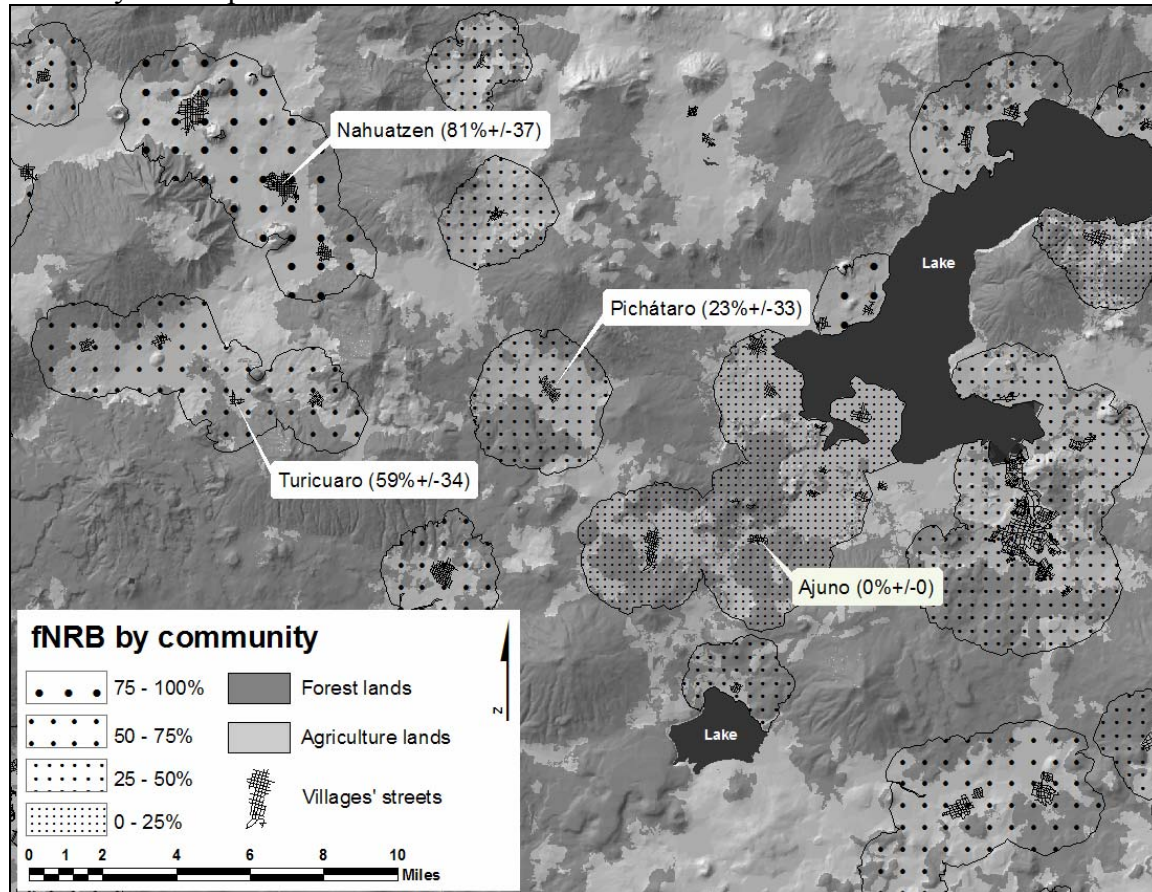 Nahuatzen (81%+/-37)
Lake
Pichátaro (23%+/-33)
Turicuaro (59%+/-34)
Ajuno (0%+/-0)
Lake
fNRB by community
75 - 100%
50 - 75%
25 - 50%
0 - 25%
Forest lands
Agriculture lands
Villages' streets
z
0 1 2 4 6 8 10
Miles